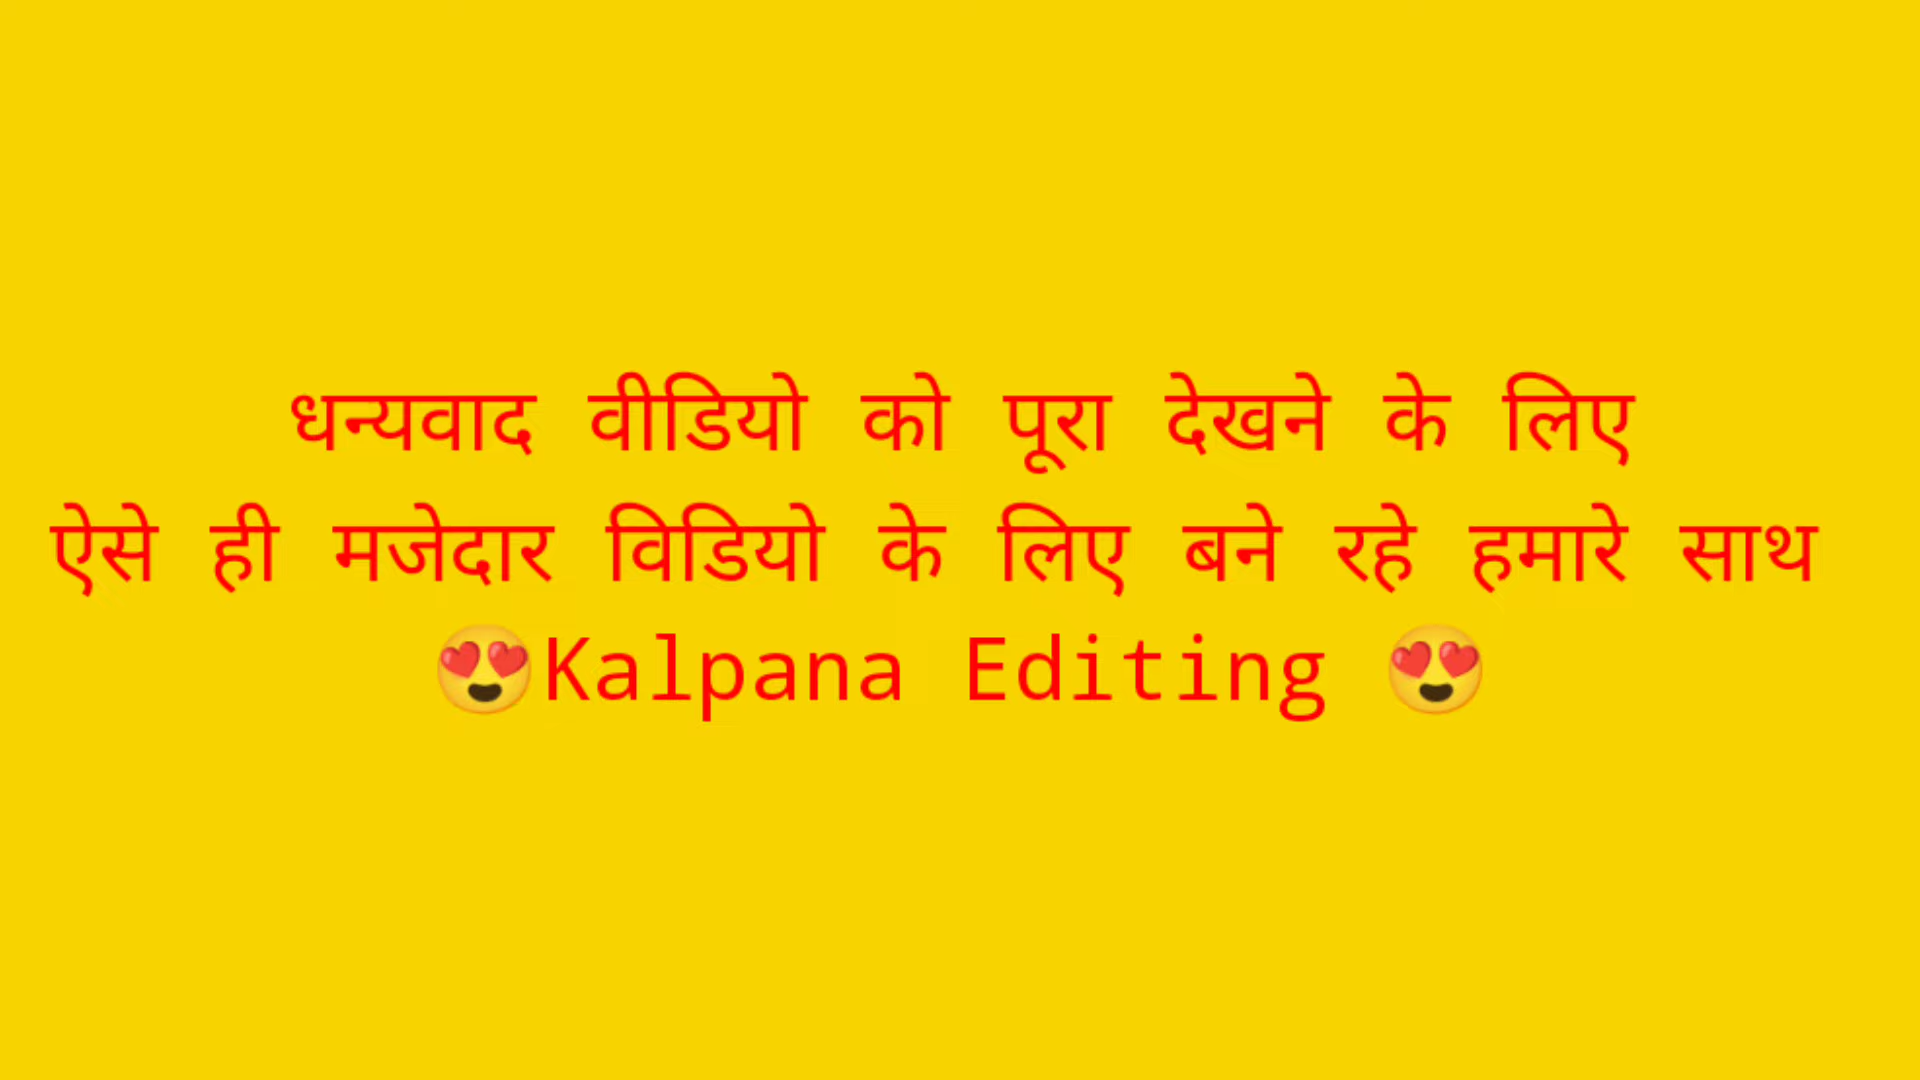 धन्यवाद वीडियो को पूरा देखने के लिए
ऐसे ही मजेदार विडियो के लिए बने रहे हमारे साथ
😍Kalpana Editing 😍